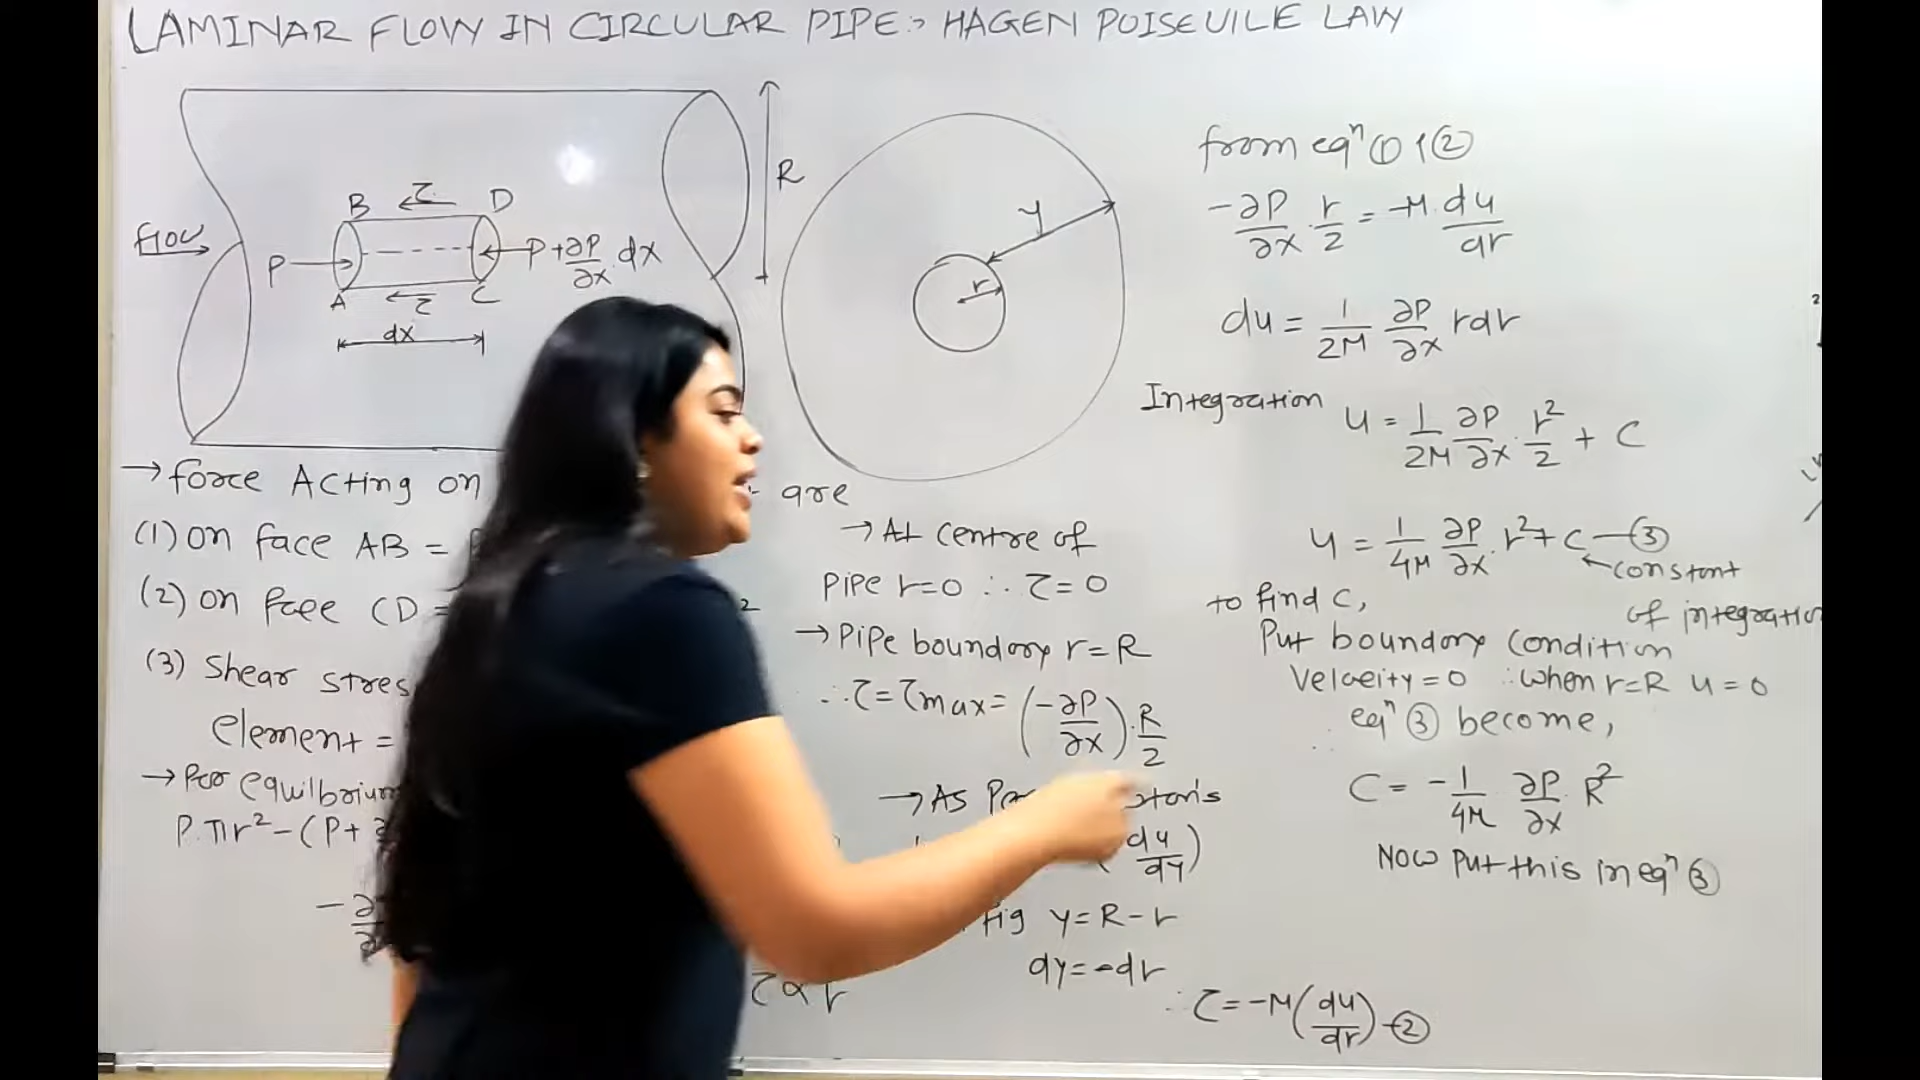 LAMINAR FLOW IN CIRCULAR PIPE :- HAGEN POISEUILE LAW
Flow
B
τ
D
P
P+∂P/∂x.dx
A
τ
C
dx
R
y
r
→ force Acting on
are
(1) on face AB =
(2) on face CD =
2
(3) Shear stres
element =
→ For equilbrium
P.πr²-(P+
-∂
τ α r
→ At centre of
pipe r=0 ∴ τ=0
→ Pipe boundary r=R
∴ τ=τmax=(-∂P/∂x).R/2
→ As
du/dy)
fig y=R-r
dy=-dr
∴ τ=-μ(du/dr)-②
from eqⁿ ① & ②
-∂P/∂x.r/2=-μ.du/dr
du=1/2μ ∂P/∂x rdr
Integration
u=1/2μ ∂P/∂x.r²/2+C
u=1/4μ ∂P/∂x.r²+C-③
constant
of integration
to find C,
Put boundary condition
Velocity=0 ∴ when r=R u=0
∴ eqⁿ ③ become,
C=-1/4μ ∂P/∂x.R²
Now put this in eqⁿ ③